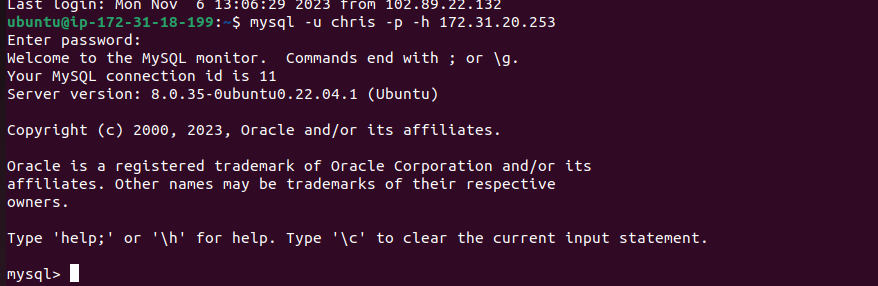 Last login: Mon Nov  6 13:06:29 2023 from 102.89.22.132
ubuntu@ip-172-31-18-199:~$ mysql -u chris -p -h 172.31.20.253
Enter password:
Welcome to the MySQL monitor.  Commands end with ; or \g.
Your MySQL connection id is 11
Server version: 8.0.35-0ubuntu0.22.04.1 (Ubuntu)
Copyright (c) 2000, 2023, Oracle and/or its affiliates.
Oracle is a registered trademark of Oracle Corporation and/or its
affiliates. Other names may be trademarks of their respective
owners.
Type 'help;' or '\h' for help. Type '\c' to clear the current input statement.
mysql>